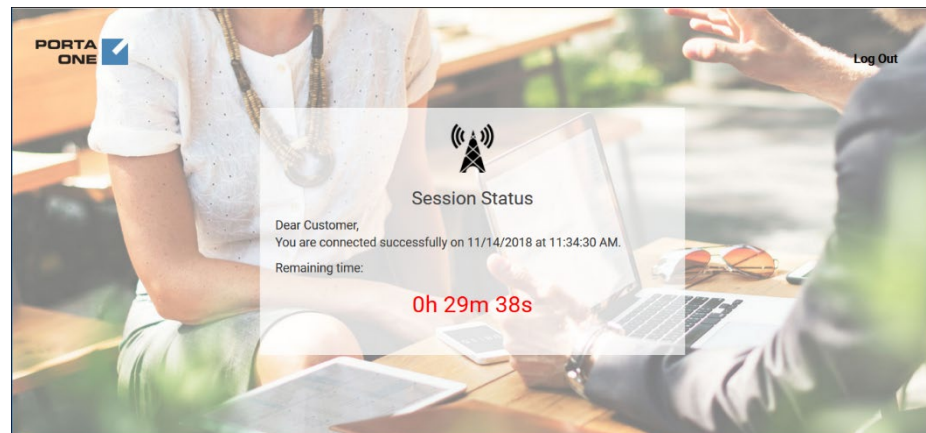 PORTA
ONE
Log Out
Session Status
Dear Customer,
You are connected successfully on 11/14/2018 at 11:34:30 AM.
Remaining time:
0h 29m 38s